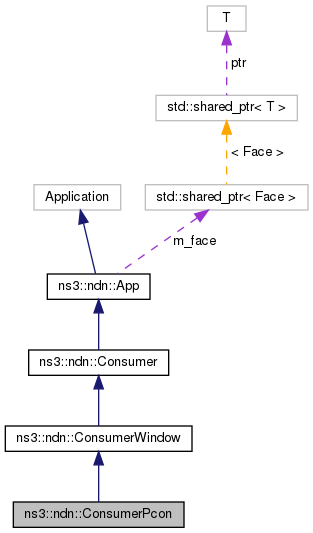 T
ptr
std::shared_ptr< T >
< Face >
Application
std::shared_ptr< Face >
m_face
ns3::ndn::App
ns3::ndn::Consumer
ns3::ndn::ConsumerWindow
ns3::ndn::ConsumerPcon